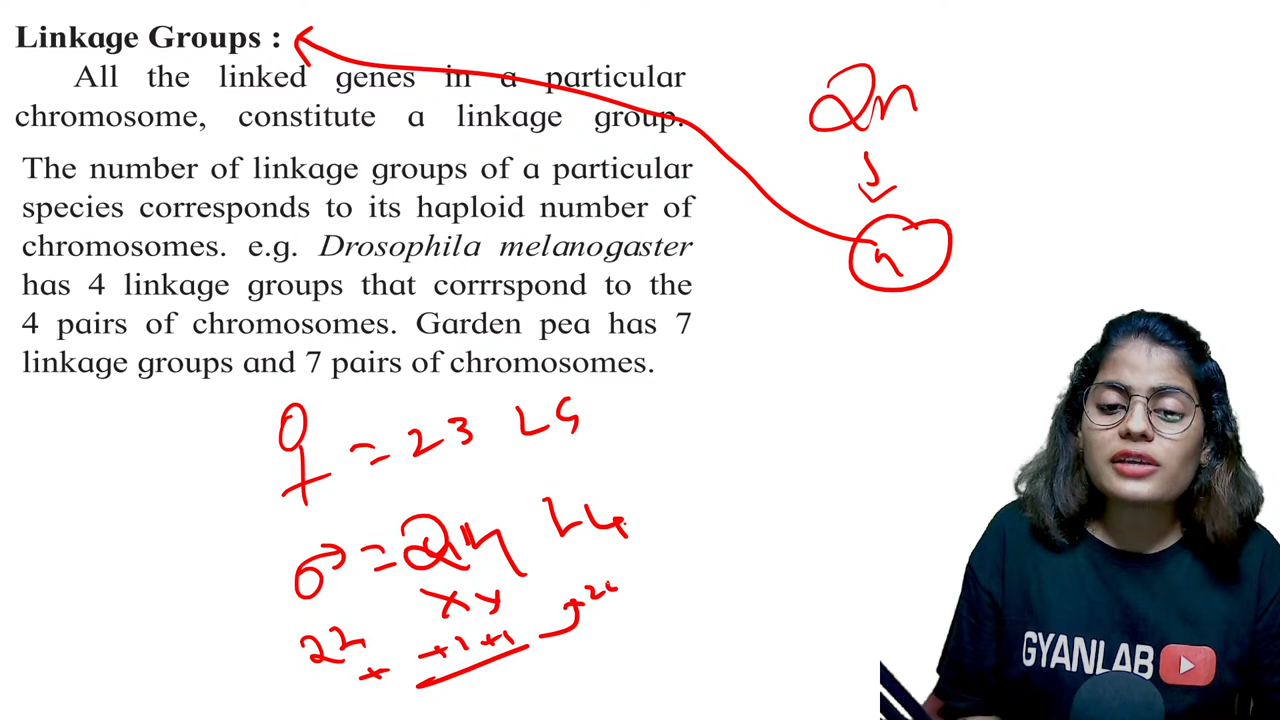 Linkage Groups :
All the linked genes in a particular
chromosome, constitute a linkage group.
The number of linkage groups of a particular
species corresponds to its haploid number of
chromosomes. e.g. Drosophila melanogaster
has 4 linkage groups that corrrspond to the
4 pairs of chromosomes. Garden pea has 7
linkage groups and 7 pairs of chromosomes.
2n
n
♀ = 23 LG
♂ =
XY
22 + +1 +1
GYANLAB